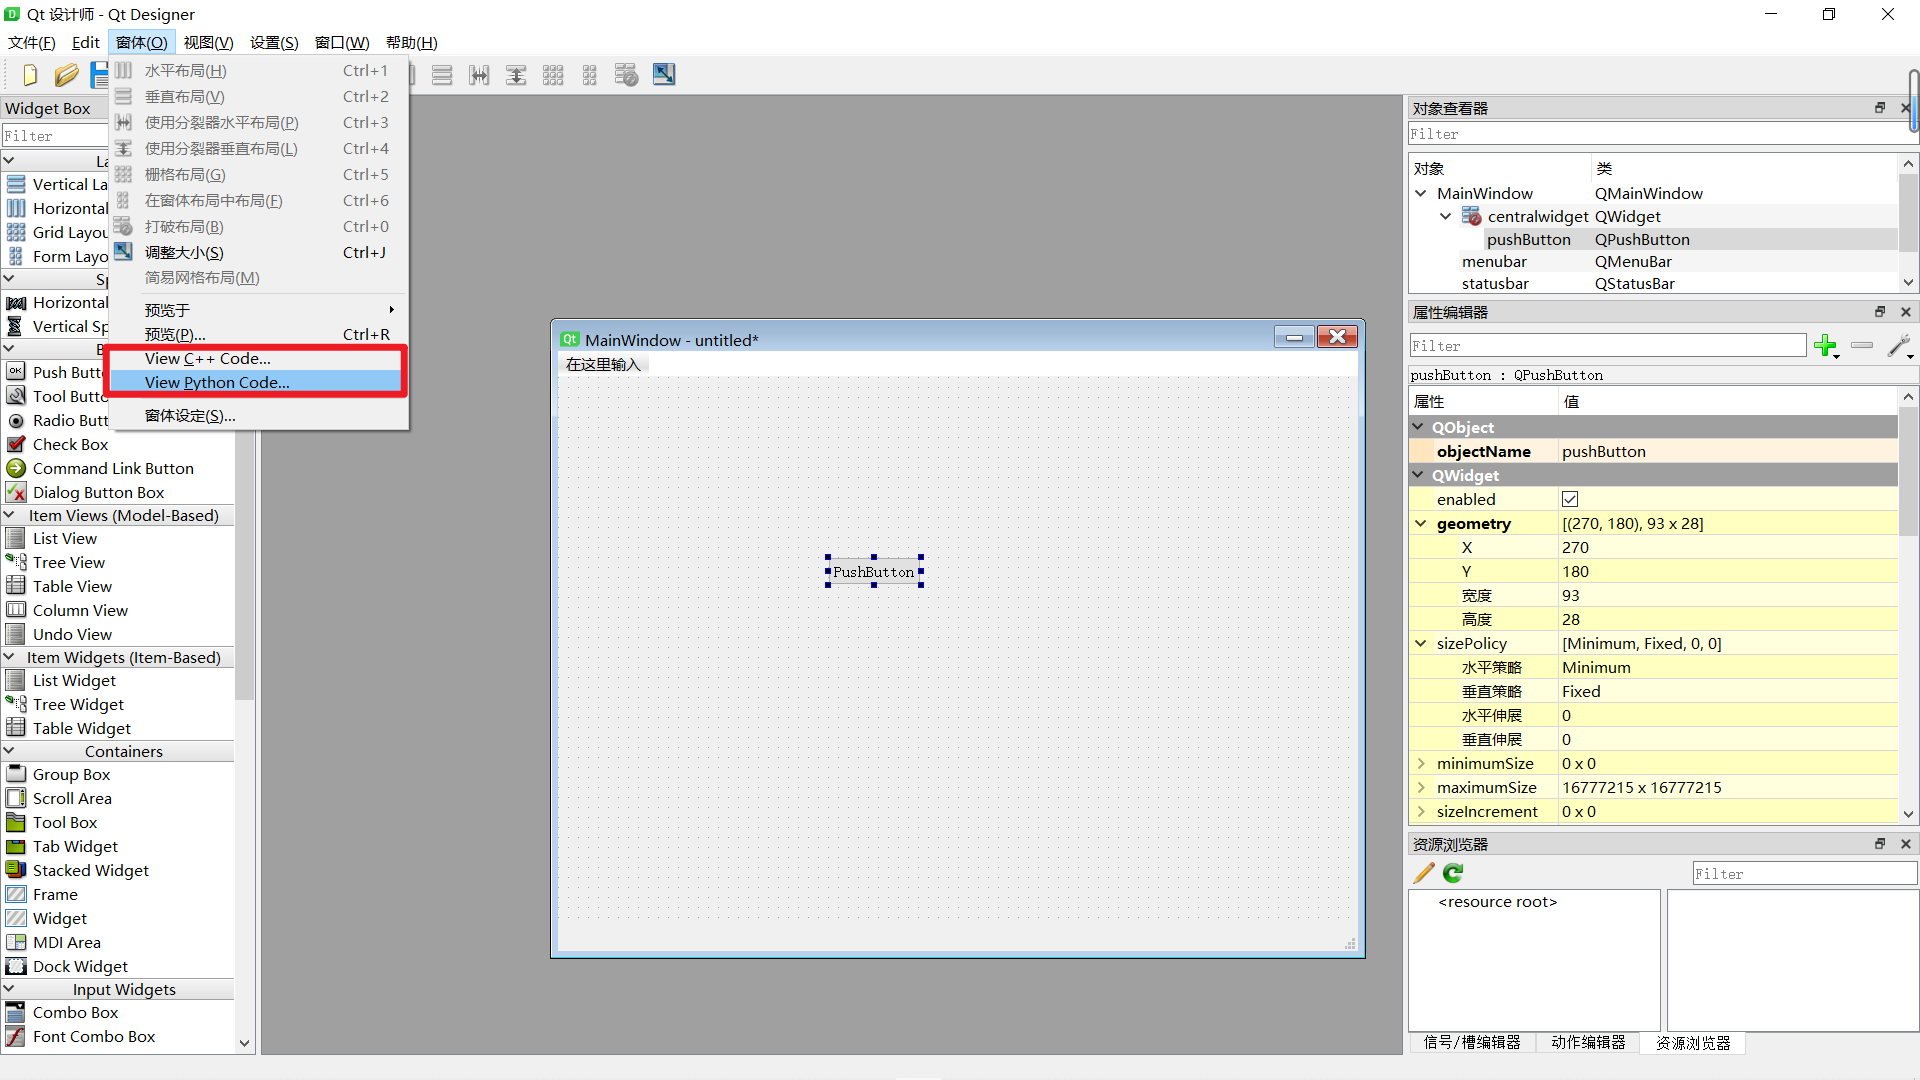 Qt 设计师 - Qt Designer
文件(F) Edit 窗体(O) 视图(V) 设置(S) 窗口(W) 帮助(H)
Widget Box
Filter
La
Vertical La
Horizontal
Grid Layou
Form Layo
Sp
Horizontal
Vertical Sp
B
Push Butt
Tool Butto
Radio Butt
Check Box
Command Link Button
Dialog Button Box
Item Views (Model-Based)
List View
Tree View
Table View
Column View
Undo View
Item Widgets (Item-Based)
List Widget
Tree Widget
Table Widget
Containers
Group Box
Scroll Area
Tool Box
Tab Widget
Stacked Widget
Frame
Widget
MDI Area
Dock Widget
Input Widgets
Combo Box
Font Combo Box
水平布局(H) Ctrl+1
垂直布局(V) Ctrl+2
使用分裂器水平布局(P) Ctrl+3
使用分裂器垂直布局(L) Ctrl+4
栅格布局(G) Ctrl+5
在窗体布局中布局(F) Ctrl+6
打破布局(B) Ctrl+0
调整大小(S) Ctrl+J
简易网格布局(M)
预览于
预览(P)... Ctrl+R
View C++ Code...
View Python Code...
窗体设定(S)...
MainWindow - untitled*
在这里输入
PushButton
对象查看器
Filter
对象 类
MainWindow QMainWindow
centralwidget QWidget
pushButton QPushButton
menubar QMenuBar
statusbar QStatusBar
属性编辑器
Filter
pushButton : QPushButton
属性 值
QObject
objectName pushButton
QWidget
enabled
geometry [(270, 180), 93 x 28]
X 270
Y 180
宽度 93
高度 28
sizePolicy [Minimum, Fixed, 0, 0]
水平策略 Minimum
垂直策略 Fixed
水平伸展 0
垂直伸展 0
minimumSize 0 x 0
maximumSize 16777215 x 16777215
sizeIncrement 0 x 0
资源浏览器
Filter
<resource root>
信号/槽编辑器 动作编辑器 资源浏览器